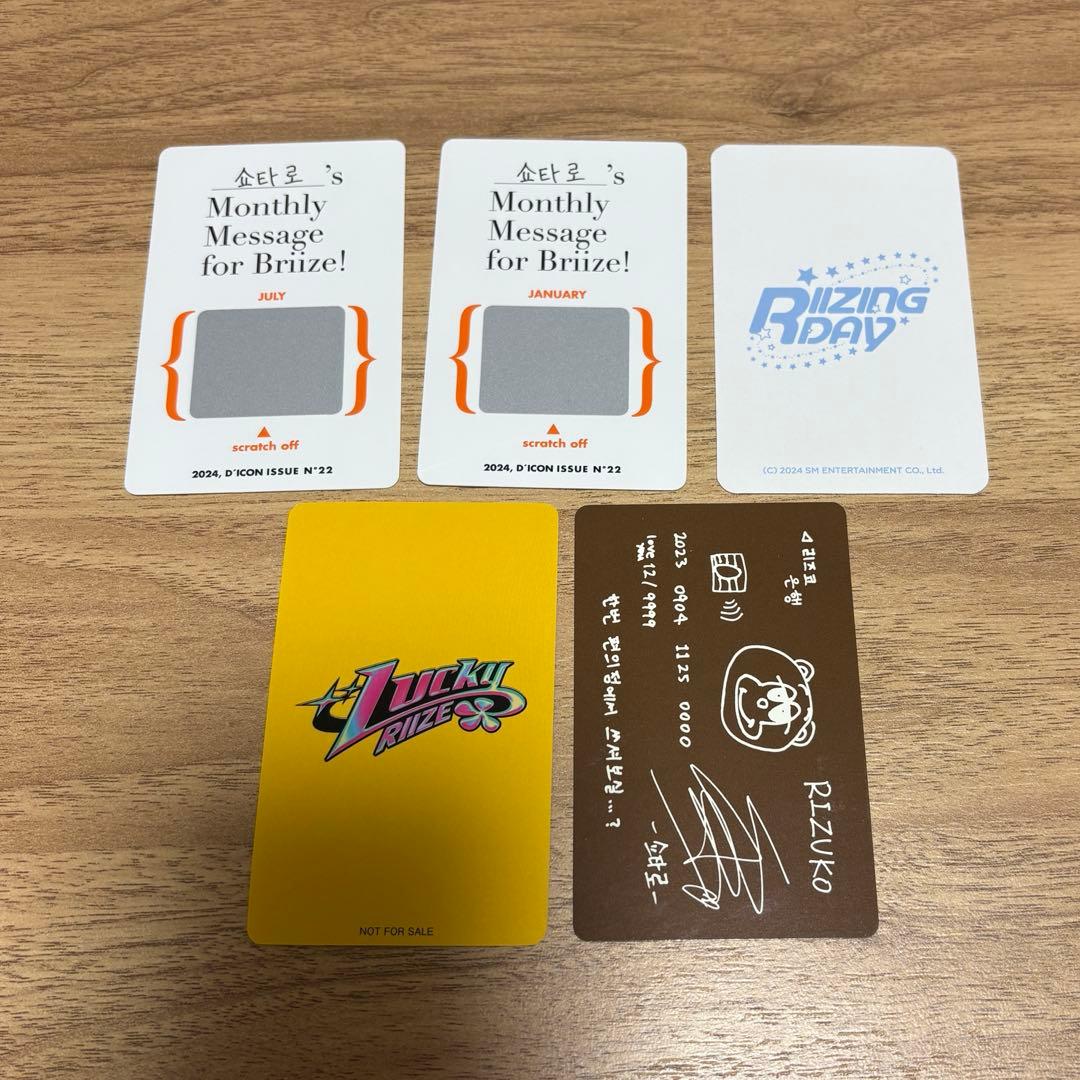 쇼타로's
Monthly
Message
for Briize!
JULY
scratch off
2024, D'ICON ISSUE N°22
쇼타로's
Monthly
Message
for Briize!
JANUARY
scratch off
2024, D'ICON ISSUE N°22
RIIZING
DAY
(C) 2024 SM ENTERTAINMENT CO., Ltd.
Lucky
RIIZE
NOT FOR SALE
◁ 리즈코
은행
RIZUKO
2023 0904 1125 0000
love 12/9999
you
한번 편의점에서 쓰셔보실...?
- 쇼타로 -